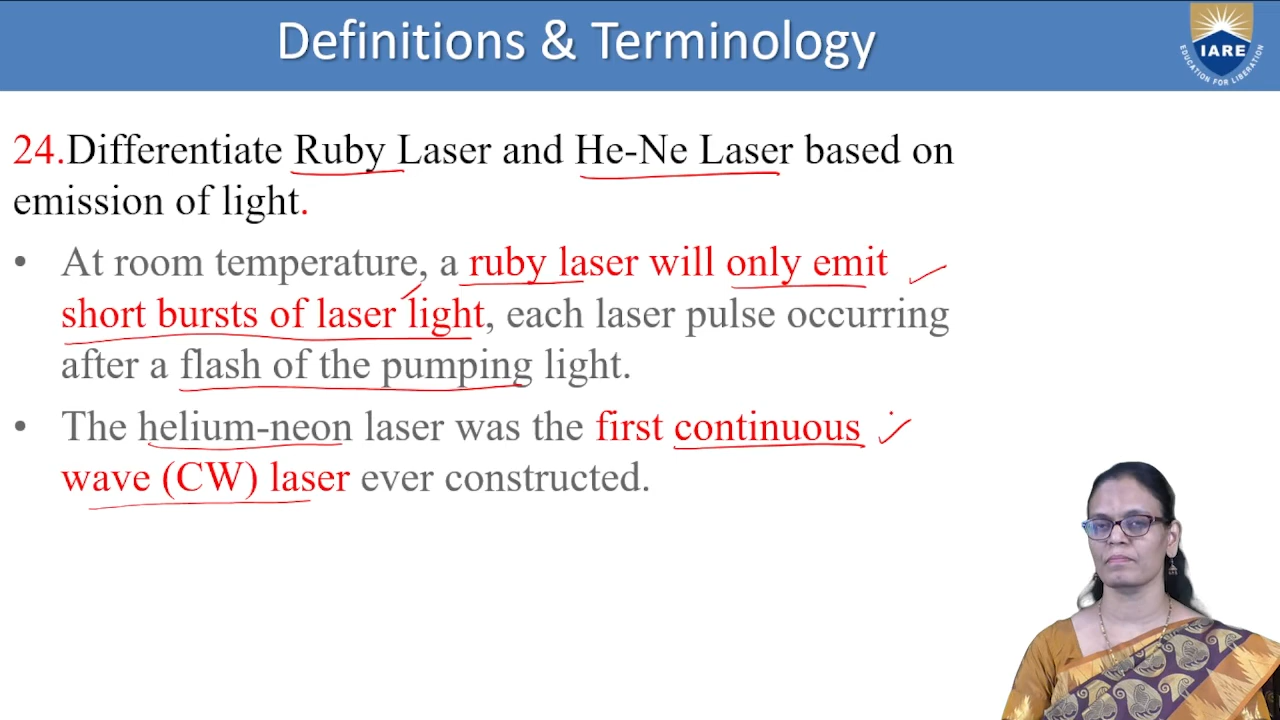 Definitions & Terminology
IARE
EDUCATION FOR LIBERATION
24.Differentiate Ruby Laser and He-Ne Laser based on
emission of light.
• At room temperature, a ruby laser will only emit
short bursts of laser light, each laser pulse occurring
after a flash of the pumping light.
• The helium-neon laser was the first continuous
wave (CW) laser ever constructed.